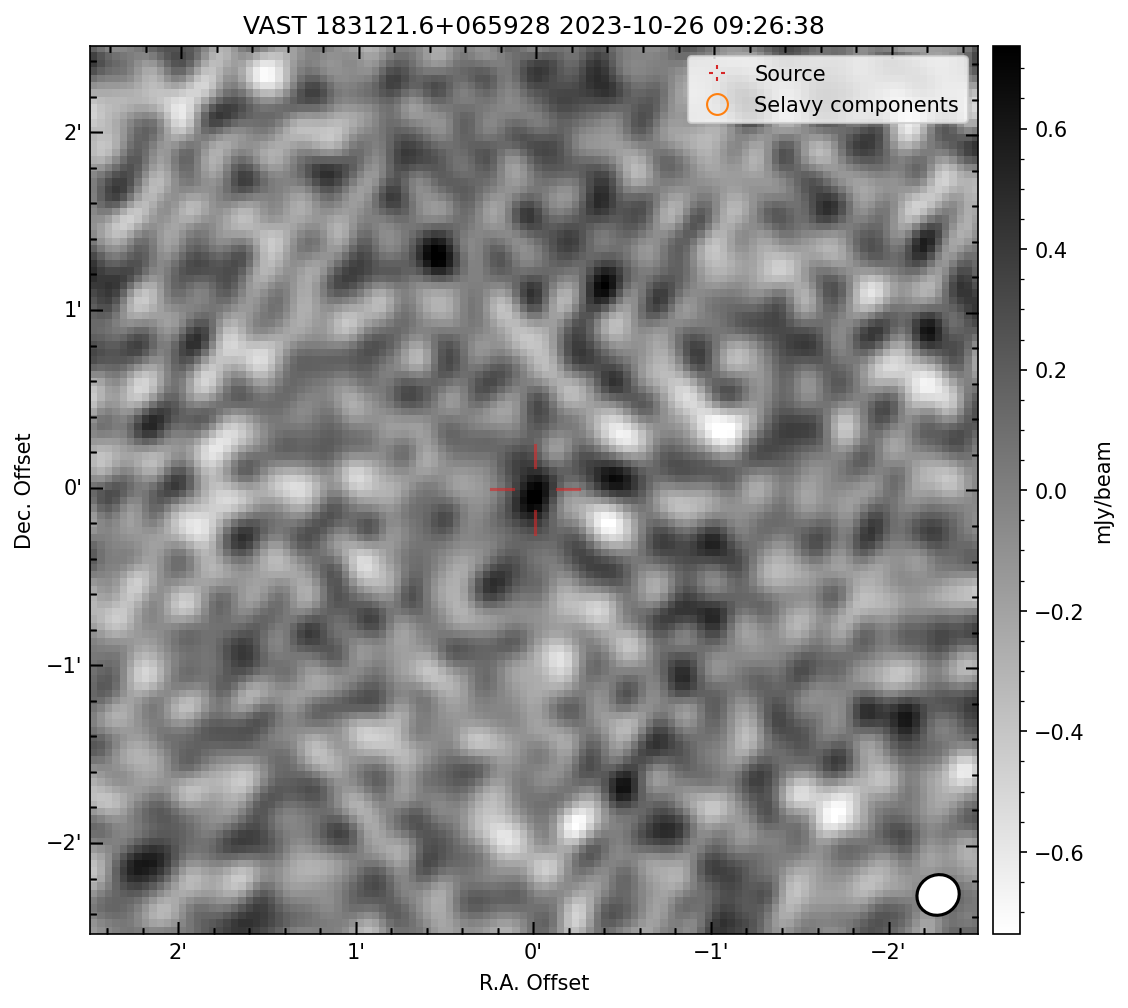 VAST 183121.6+065928 2023-10-26 09:26:38
Source
Selavy components
2'
1'
0'
−1'
−2'
Dec. Offset
2'
1'
0'
−1'
−2'
R.A. Offset
0.6
0.4
0.2
0.0
−0.2
−0.4
−0.6
mJy/beam